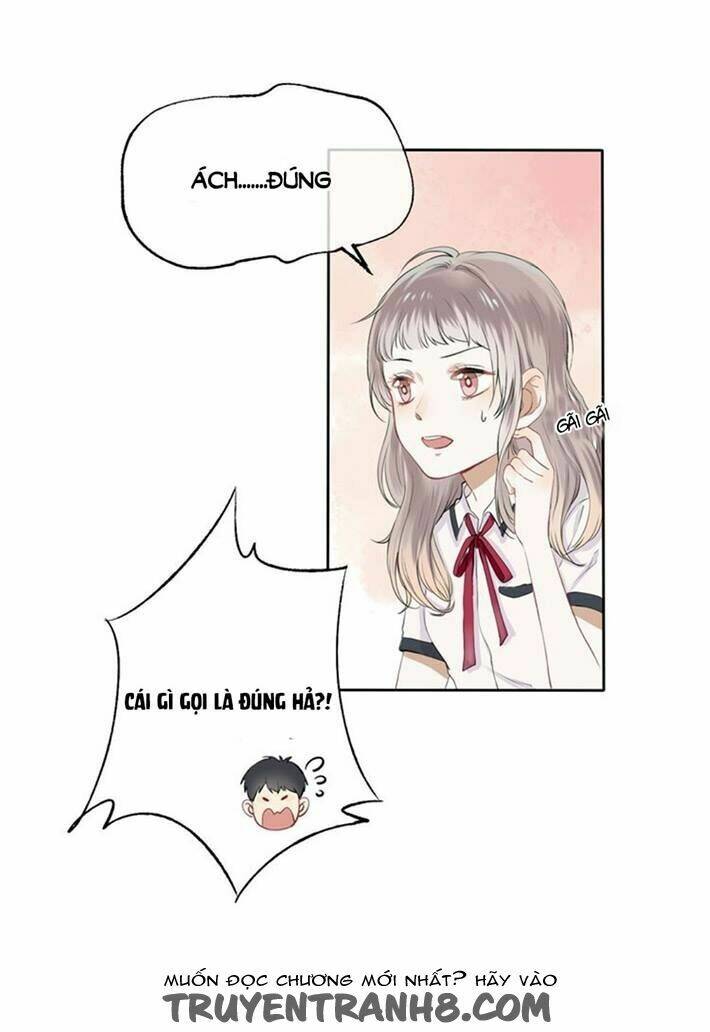 ÁCH.......ĐÚNG
GÃI GÃI
CÁI GÌ GỌI LÀ ĐÚNG HẢ?!
MUỐN ĐỌC CHƯƠNG MỚI NHẤT? HÃY VÀO
TRUYENTRANH8.COM